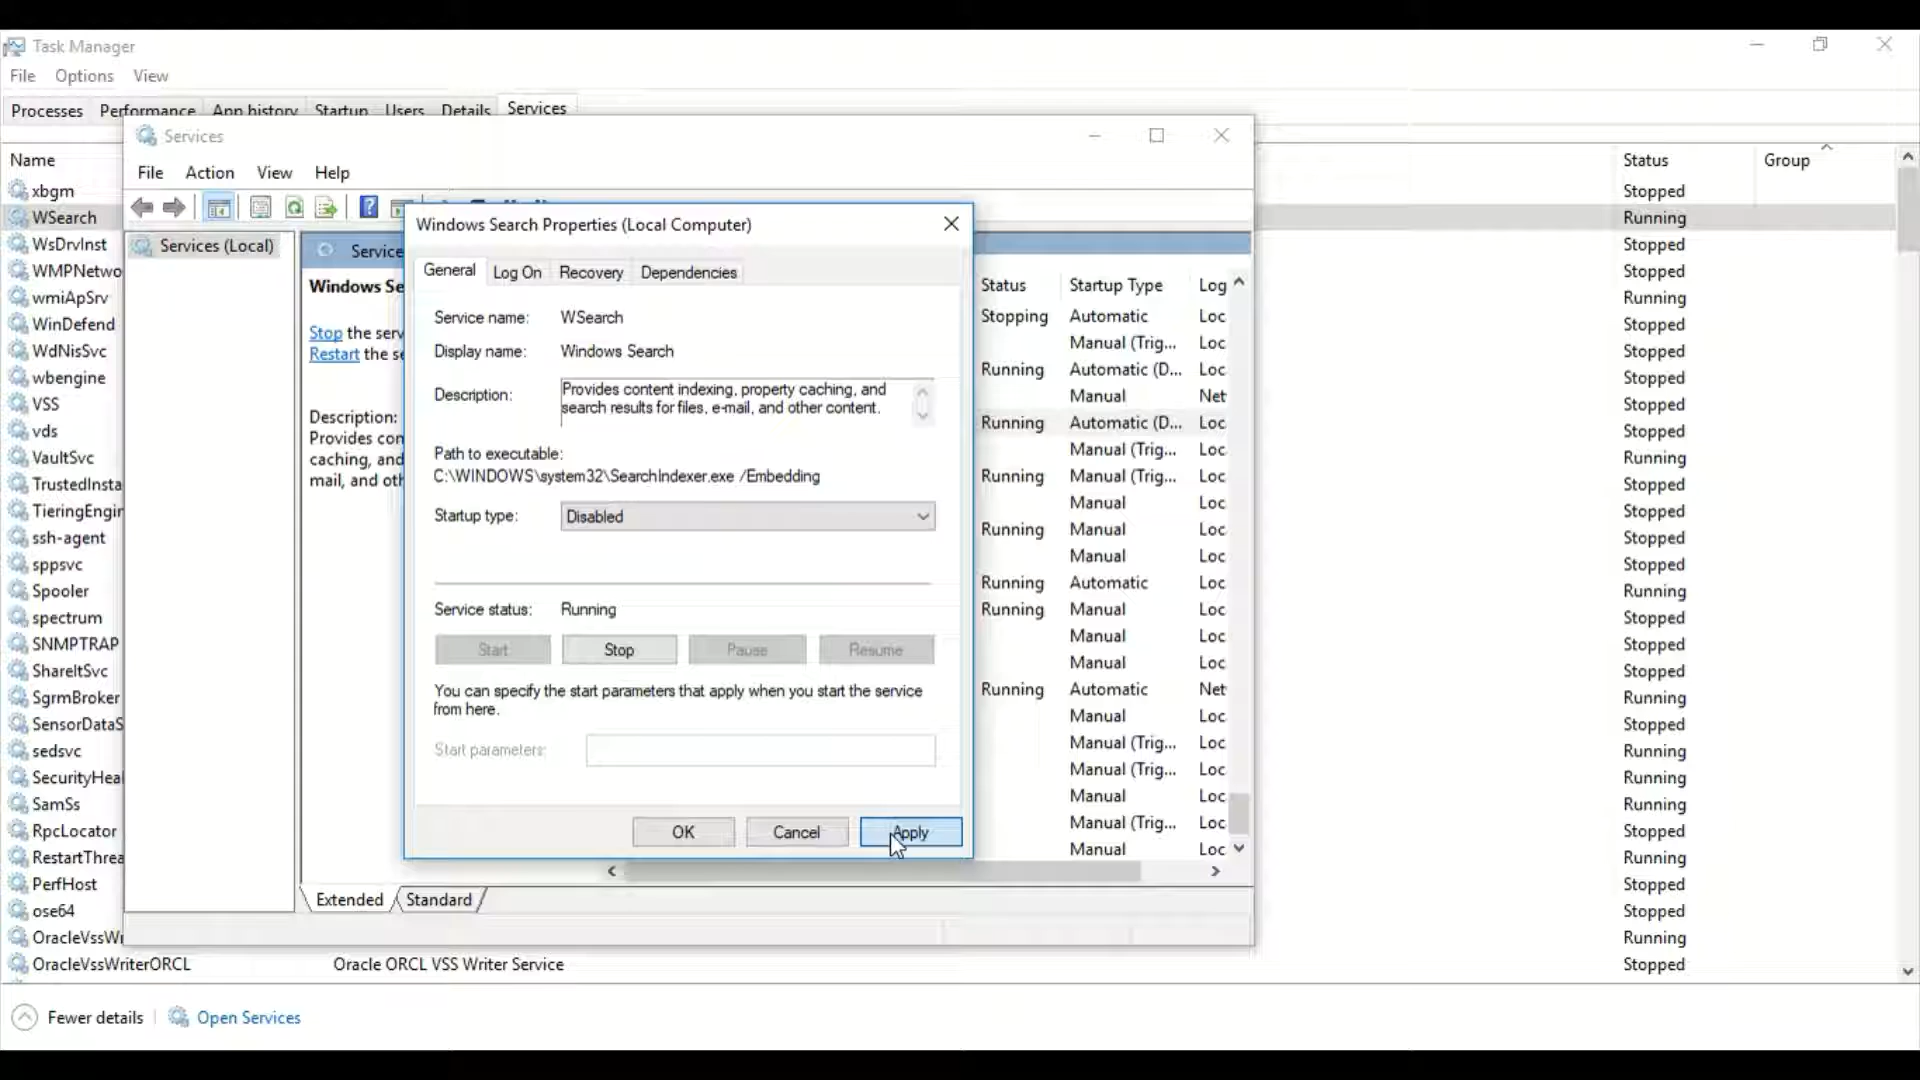 Task Manager
File Options View
Processes Performance App history Startup Users Details Services
Name Status Group
xbgm Stopped
WSearch Running
WsDrvInst Stopped
WMPNetwo Stopped
wmiApSrv Running
WinDefend Stopped
WdNisSvc Stopped
wbengine Stopped
VSS Stopped
vds Stopped
VaultSvc Running
TrustedInsta Stopped
TieringEngin Stopped
ssh-agent Stopped
sppsvc Stopped
Spooler Running
spectrum Stopped
SNMPTRAP Stopped
ShareItSvc Stopped
SgrmBroker Running
SensorDataS Stopped
sedsvc Running
SecurityHeal Running
SamSs Running
RpcLocator Stopped
RestartThrea Running
PerfHost Stopped
ose64 Stopped
OracleVssWr Running
OracleVssWriterORCL Oracle ORCL VSS Writer Service Stopped
Fewer details Open Services
Services
File Action View Help
Services (Local)
Service
Windows Se
Stop the serv
Restart the se
Description:
Provides con
caching, and
mail, and oth
Status Startup Type Log
Stopping Automatic Loc
Manual (Trig... Loc
Running Automatic (D... Loc
Manual Net
Running Automatic (D... Loc
Manual (Trig... Loc
Running Manual (Trig... Loc
Manual Loc
Running Manual Loc
Manual Loc
Running Automatic Loc
Running Manual Loc
Manual Loc
Manual Loc
Running Automatic Net
Manual Loc
Manual (Trig... Loc
Manual (Trig... Loc
Manual Loc
Manual (Trig... Loc
Manual Loc
Extended Standard
Windows Search Properties (Local Computer)
General Log On Recovery Dependencies
Service name: WSearch
Display name: Windows Search
Description: Provides content indexing, property caching, and
search results for files, e-mail, and other content.
Path to executable:
C:\WINDOWS\system32\SearchIndexer.exe /Embedding
Startup type: Disabled
Service status: Running
Start Stop Pause Resume
You can specify the start parameters that apply when you start the service
from here.
Start parameters:
OK Cancel Apply